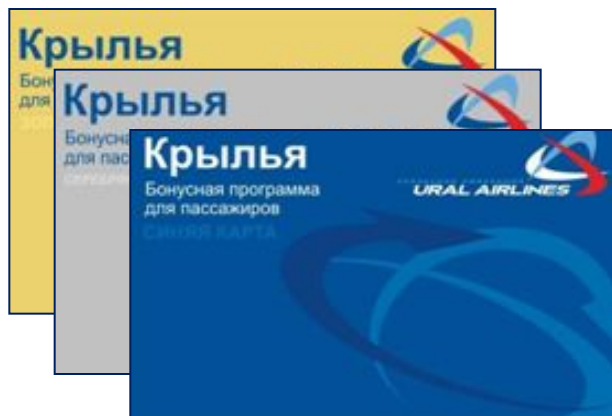 Крылья
Крылья
Крылья
Бонусная программа
для пассажиров
СИНЯЯ КАРТА
URAL AIRLINES